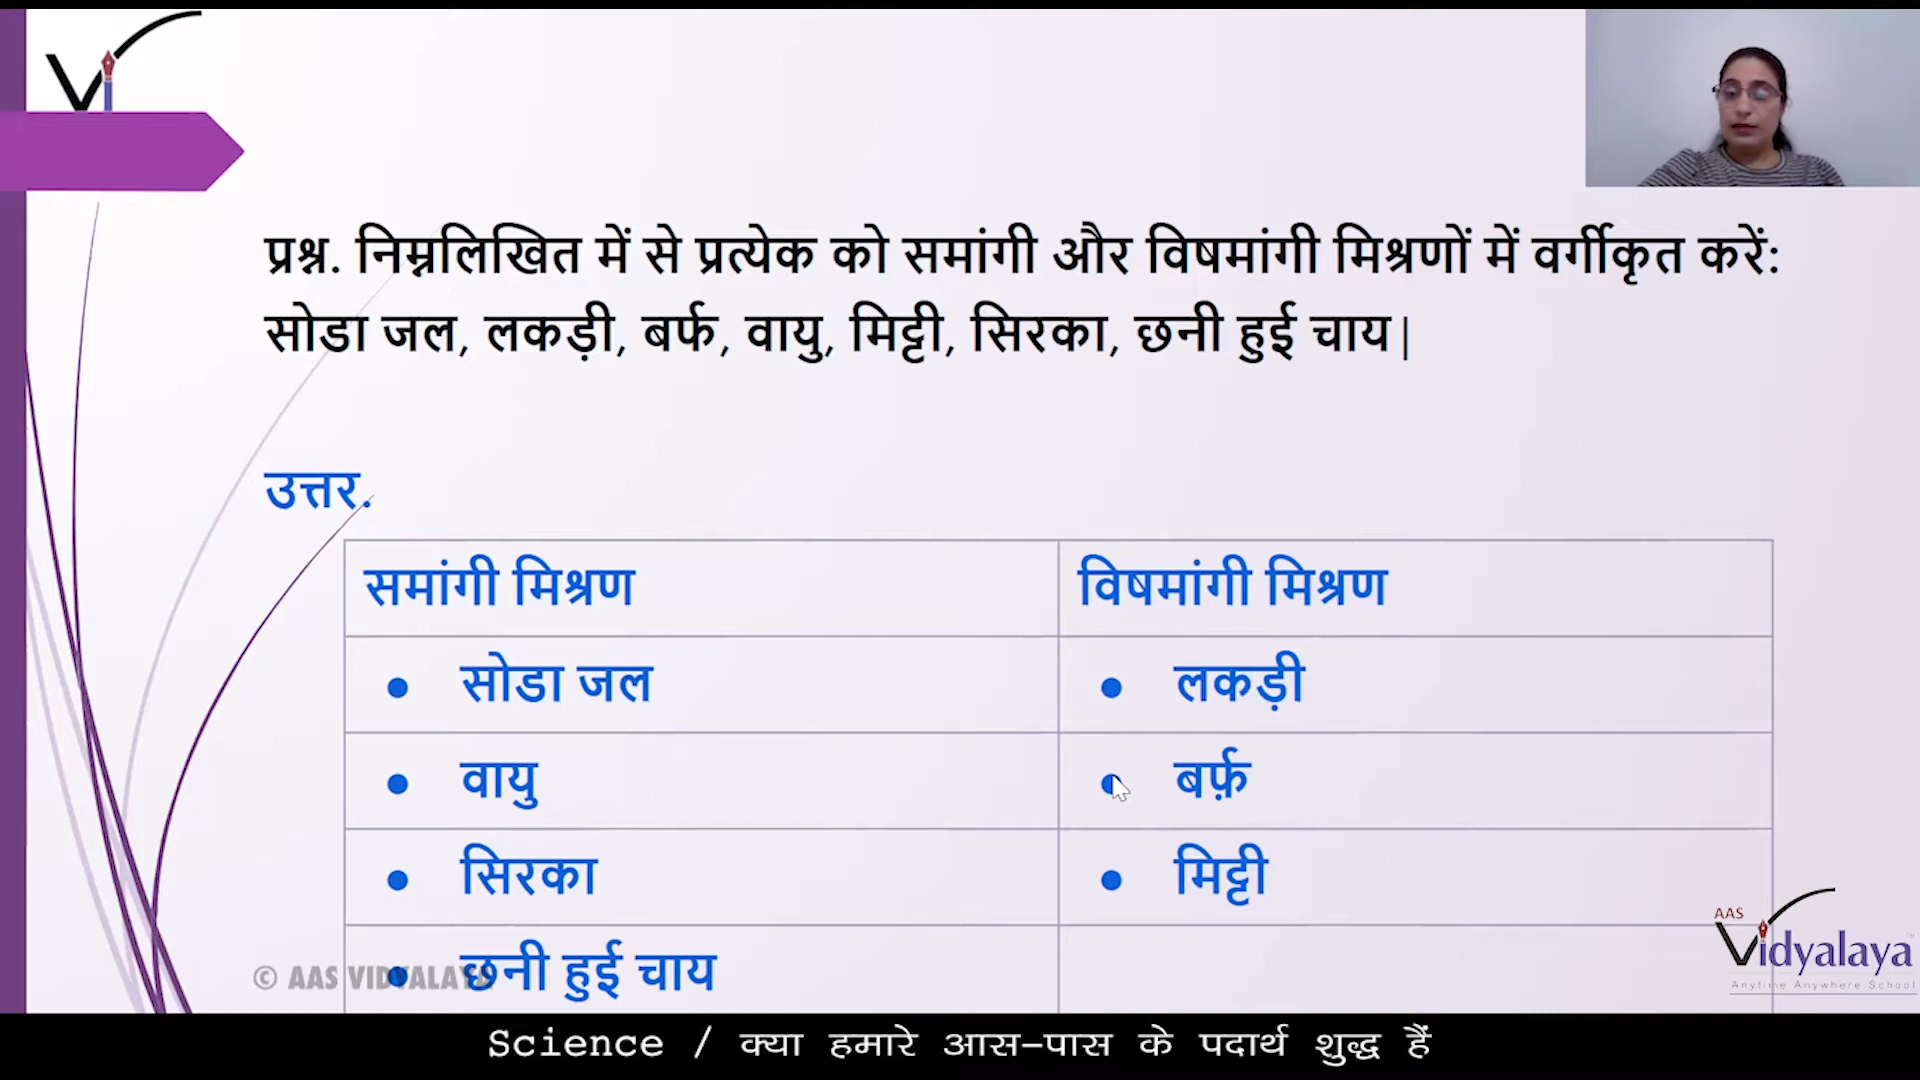 प्रश्न. निम्नलिखित में से प्रत्येक को समांगी और विषमांगी मिश्रणों में वर्गीकृत करें:
सोडा जल, लकड़ी, बर्फ, वायु, मिट्टी, सिरका, छनी हुई चाय|
उत्तर.
समांगी मिश्रण विषमांगी मिश्रण
• सोडा जल • लकड़ी
• वायु • बर्फ़
• सिरका • मिट्टी
• छनी हुई चाय
© AAS VIDYALAYA
AAS
Vidyalaya
Anytime Anywhere School
Science / क्या हमारे आस-पास के पदार्थ शुद्ध हैं